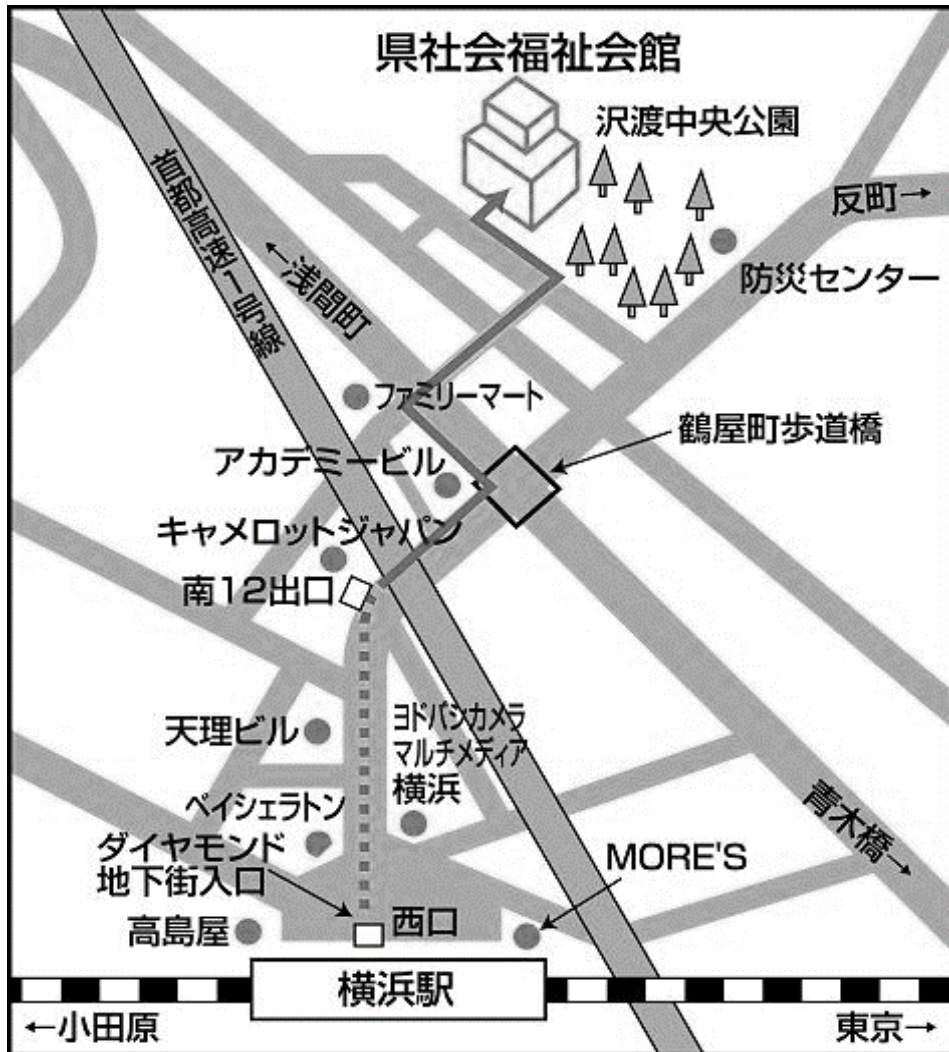 県社会福祉会館
沢渡中央公園
首都高速1号線
反町→
←浅間町
防災センター
ファミリーマート
鶴屋町歩道橋
アカデミービル
キャメロットジャパン
南12出口
天理ビル
ヨドバシカメラ
マルチメディア
横浜
ベイシェラトン
青木橋→
ダイヤモンド
地下街入口
MORE'S
高島屋
西口
横浜駅
←小田原
東京→